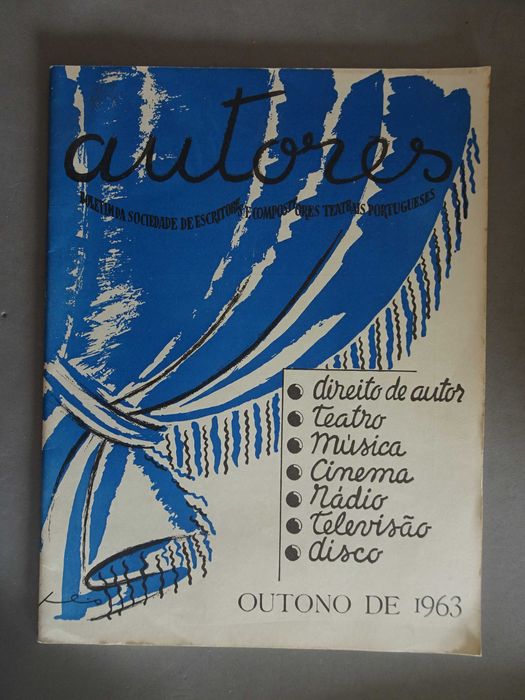 autores
BOLETIM DA SOCIEDADE DE ESCRITORES E COMPOSITORES TEATRAIS PORTUGUESES
direito de autor
Teatro
Música
Cinema
Rádio
Televisão
disco
OUTONO DE 1963